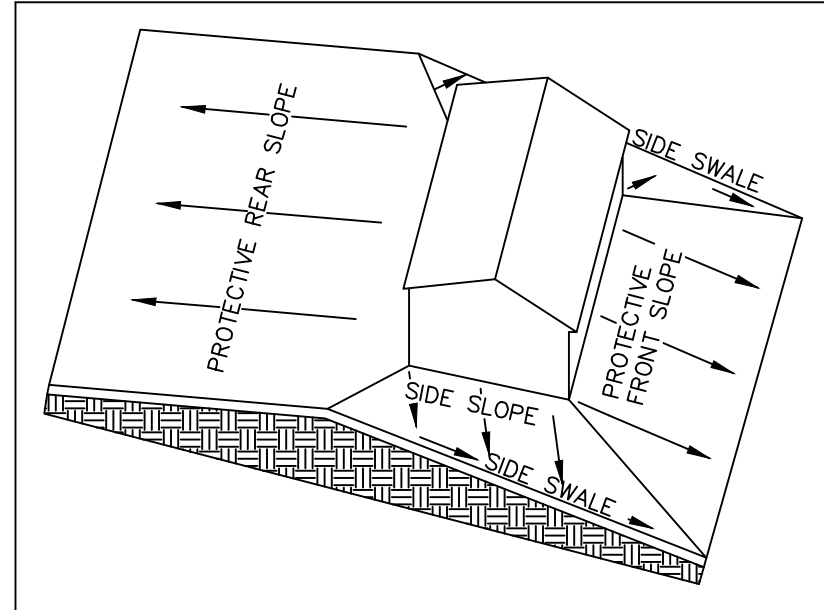 PROTECTIVE REAR SLOPE
SIDE SWALE
PROTECTIVE
FRONT SLOPE
SIDE SLOPE
SIDE SWALE